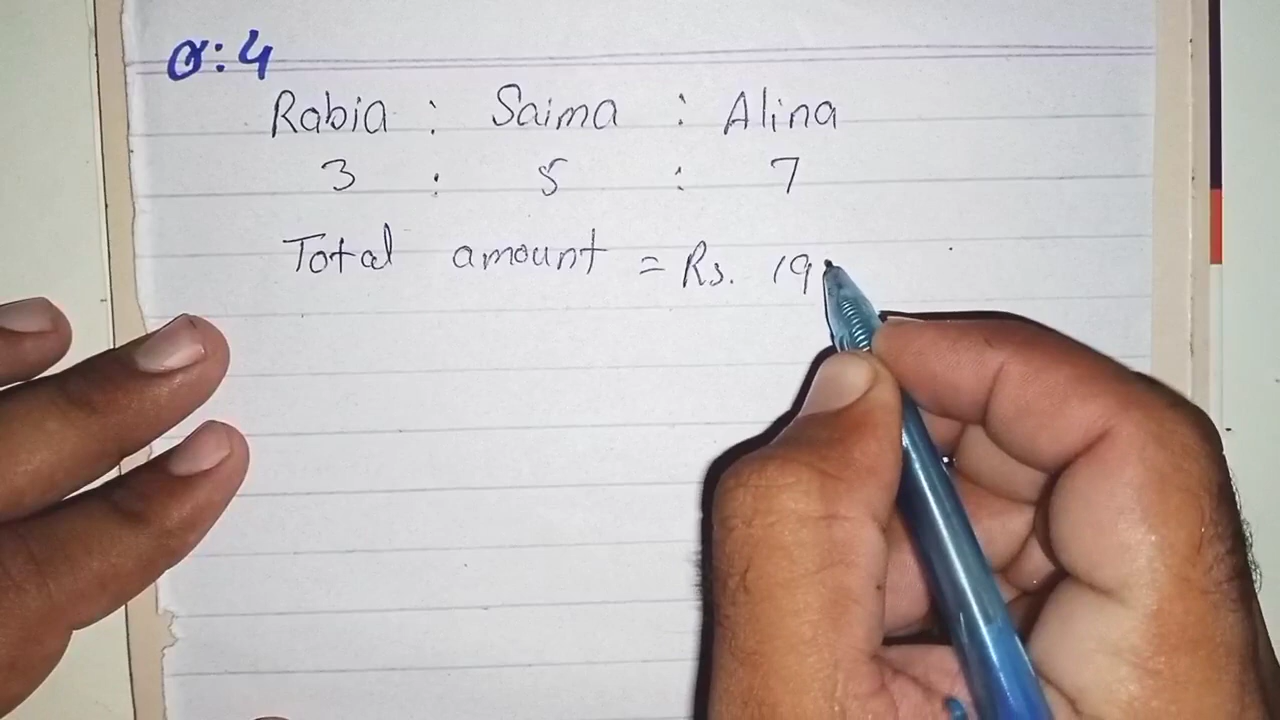 Q:4
Rabia : Saima : Alina
3 : 5 : 7
Total amount = Rs. 19